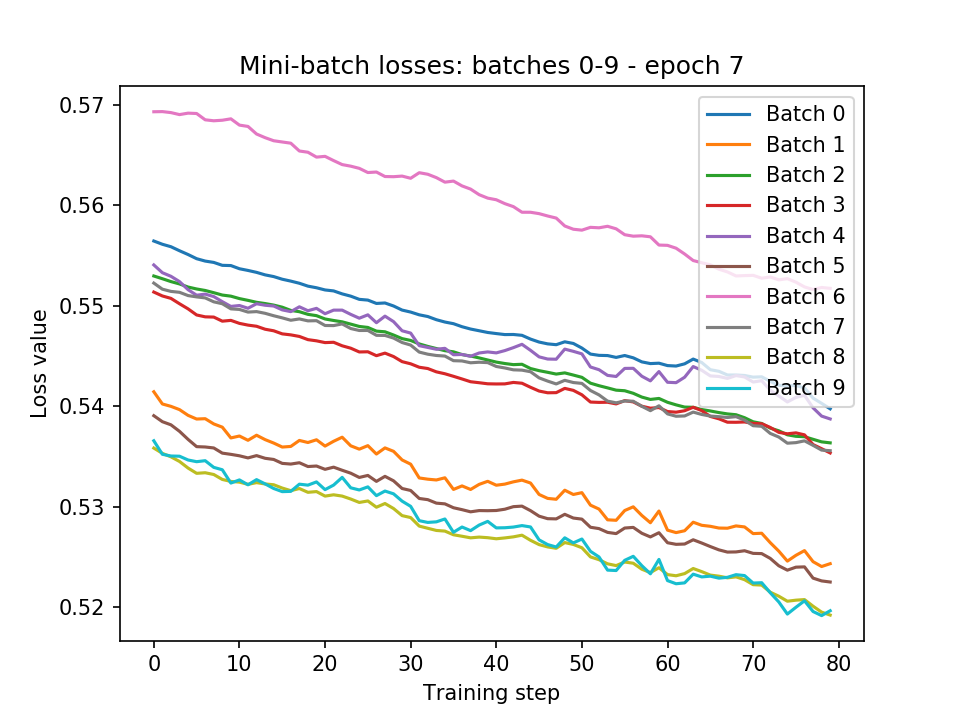 Mini-batch losses: batches 0-9 - epoch 7
Loss value
0.57
0.56
0.55
0.54
0.53
0.52
Batch 0
Batch 1
Batch 2
Batch 3
Batch 4
Batch 5
Batch 6
Batch 7
Batch 8
Batch 9
0 10 20 30 40 50 60 70 80
Training step